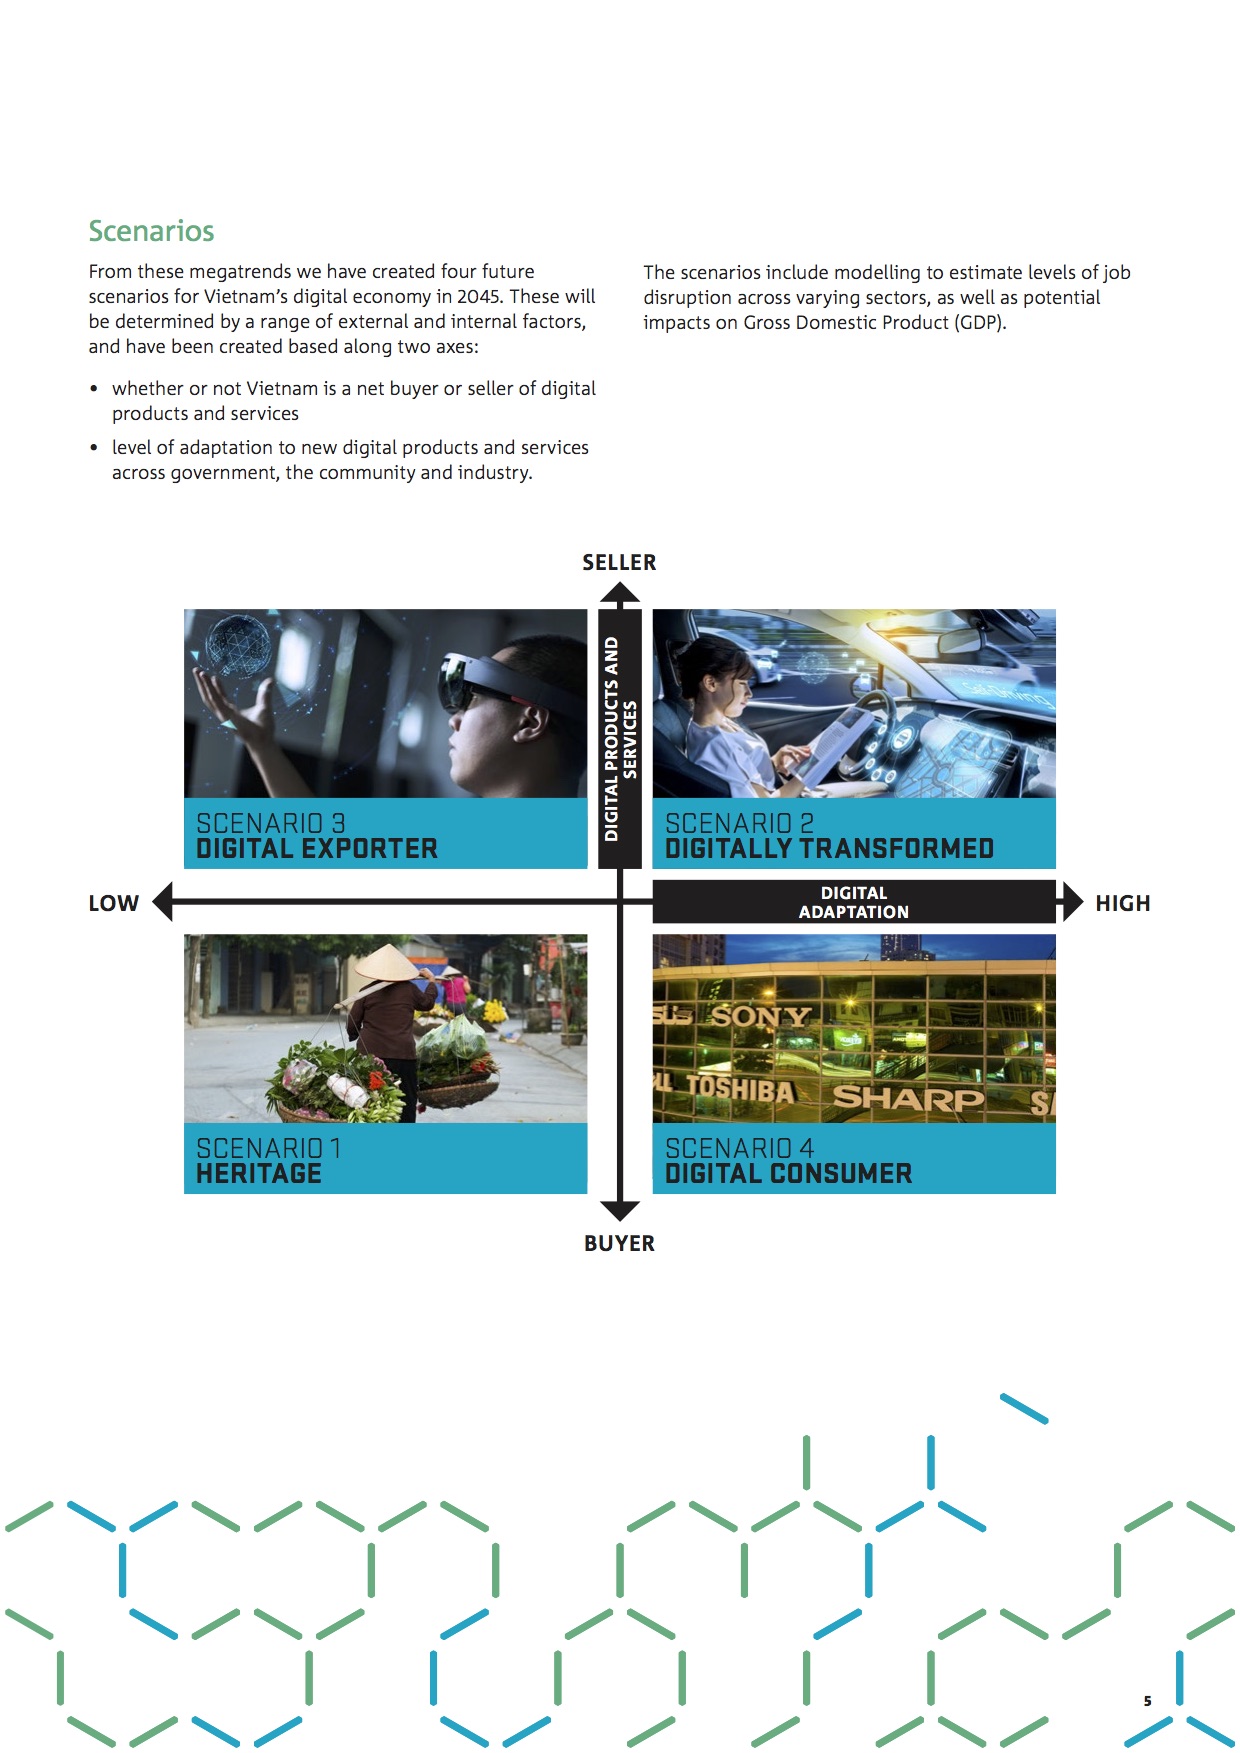 Scenarios
From these megatrends we have created four future
scenarios for Vietnam's digital economy in 2045. These will
be determined by a range of external and internal factors,
and have been created based along two axes:
• whether or not Vietnam is a net buyer or seller of digital
products and services
• level of adaptation to new digital products and services
across government, the community and industry.
The scenarios include modelling to estimate levels of job
disruption across varying sectors, as well as potential
impacts on Gross Domestic Product (GDP).
SELLER
DIGITAL PRODUCTS AND
SERVICES
Self-Driving
SCENARIO 3
DIGITAL EXPORTER
SCENARIO 2
DIGITALLY TRANSFORMED
LOW
DIGITAL
ADAPTATION
HIGH
SONY
TOSHIBA
SHARP
SCENARIO 1
HERITAGE
SCENARIO 4
DIGITAL CONSUMER
BUYER
5